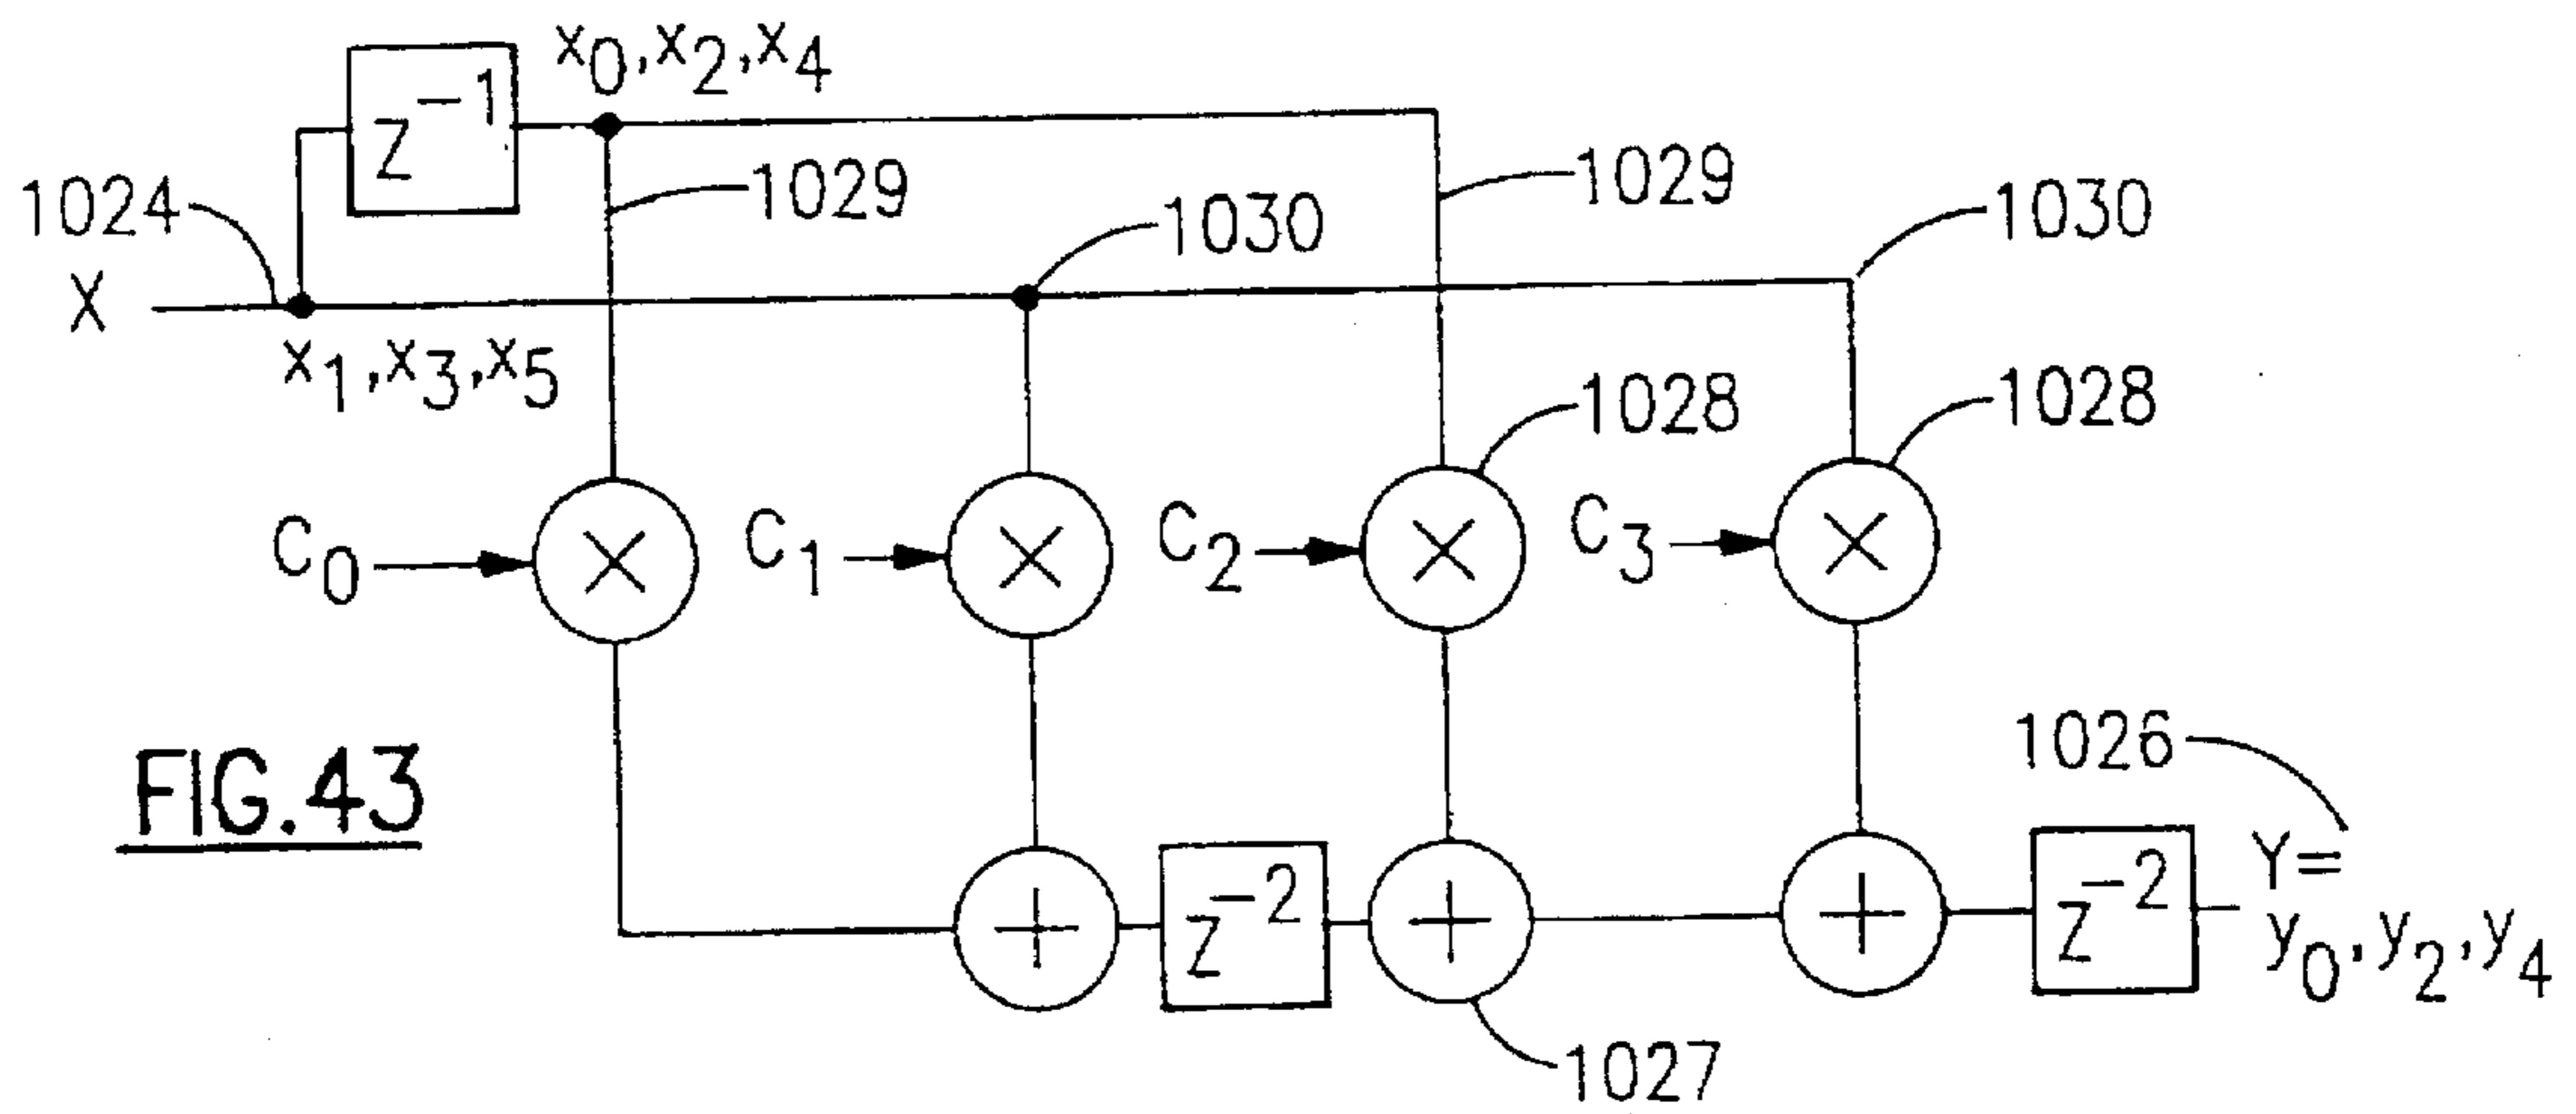 x0,x2,x4
z-1
1029
1029
1024
1030
1030
X
x1,x3,x5
1028
1028
C0
C1
C2
C3
×
×
×
×
FIG.43
1026
+
z-2
+
+
z-2
Y=
y0,y2,y4
1027